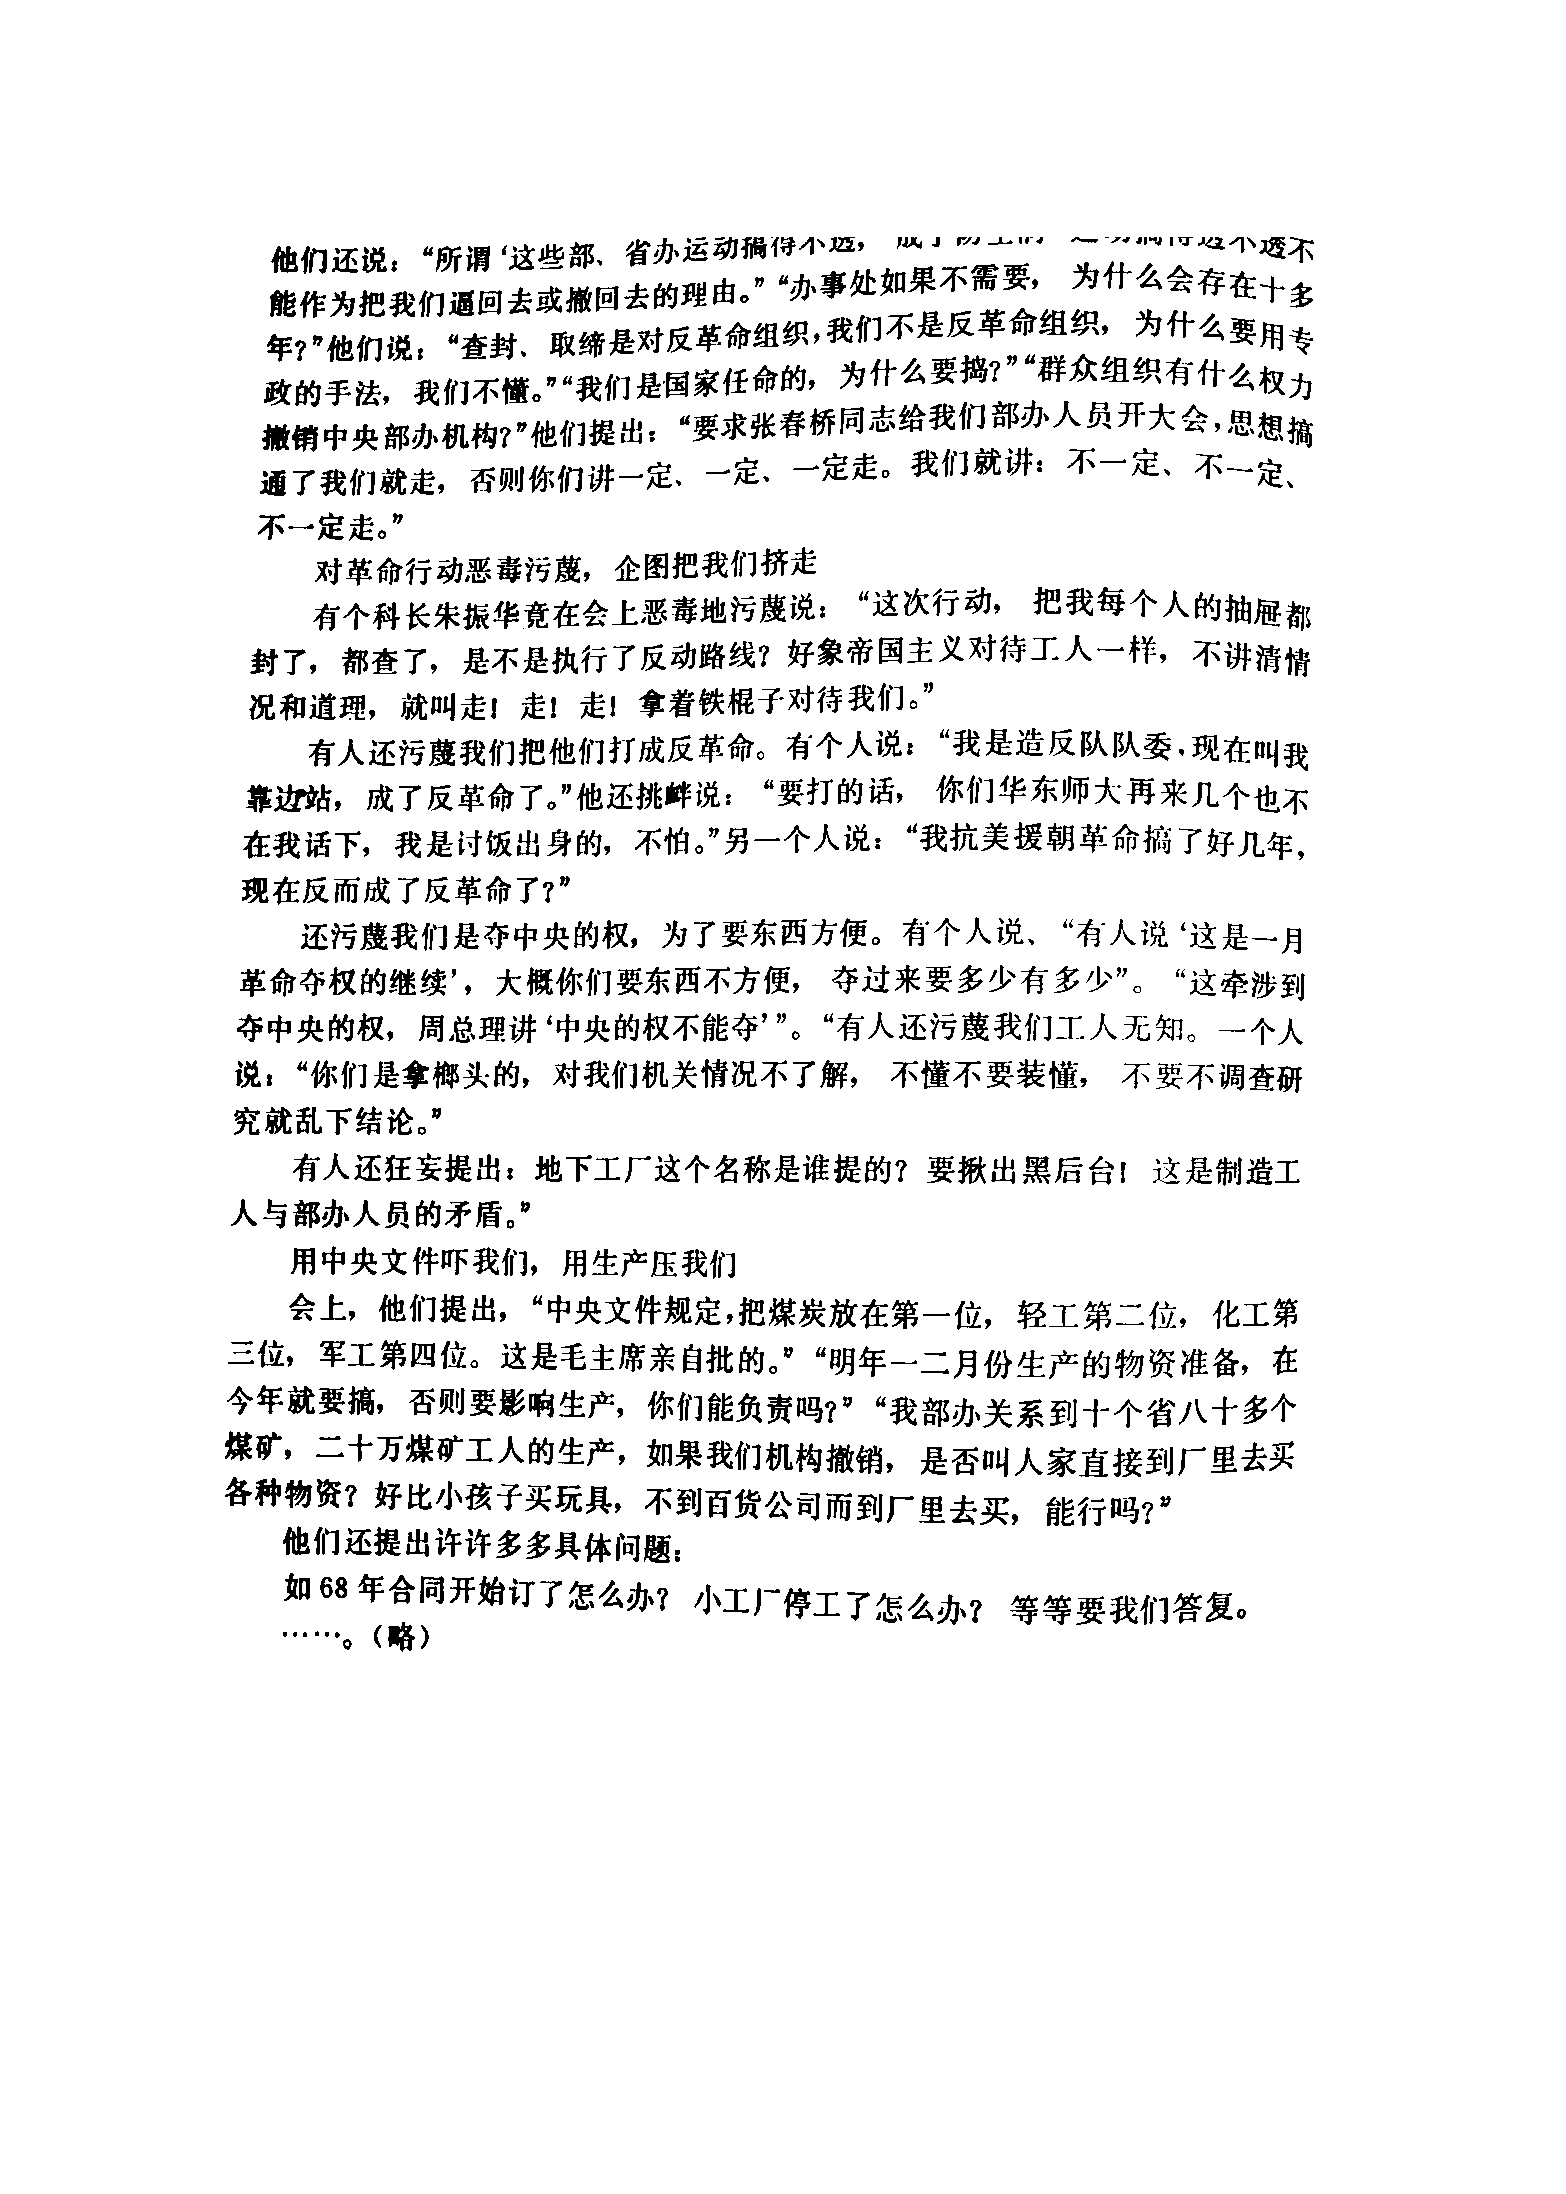 他们还说：“所谓‘这些部、省办运动搞得不透， 运动搞得透不透不
能作为把我们逼回去或撤回去的理由。”“办事处如果不需要， 为什么会存在十多
年？”他们说：“查封、取缔是对反革命组织，我们不是反革命组织， 为什么要用专
政的手法，我们不懂。”“我们是国家任命的，为什么要捣？”“群众组织有什么权力
撤销中央部办机构？”他们提出：“要求张春桥同志给我们部办人员开大会，思想搞
通了我们就走，否则你们讲一定、一定、一定走。我们就讲：不一定、不一定、
不一定走。”
对革命行动恶毒污蔑，企图把我们挤走
有个科长朱振华竟在会上恶毒地污蔑说：“这次行动， 把我每个人的抽屉都
封了，都查了，是不是执行了反动路线？好象帝国主义对待工人一样，不讲清情
况和道理，就叫走！走！走！拿着铁棍子对待我们。”
有人还污蔑我们把他们打成反革命。有个人说：“我是造反队队委，现在叫我
靠边站，成了反革命了。”他还挑衅说：“要打的话， 你们华东师大再来几个也不
在我话下，我是讨饭出身的，不怕。”另一个人说：“我抗美援朝革命搞了好几年，
现在反而成了反革命了？”
还污蔑我们是夺中央的权，为了要东西方便。有个人说、“有人说‘这是一月
革命夺权的继续’，大概你们要东西不方便， 夺过来要多少有多少”。“这牵涉到
夺中央的权，周总理讲‘中央的权不能夺’”。“有人还污蔑我们工人无知。一个人
说：“你们是拿榔头的，对我们机关情况不了解， 不懂不要装懂， 不要不调查研
究就乱下结论。”
有人还狂妄提出：地下工厂这个名称是谁提的？要揪出黑后台！这是制造工
人与部办人员的矛盾。”
用中央文件吓我们，用生产压我们
会上，他们提出，“中央文件规定，把煤炭放在第一位，轻工第二位，化工第
三位，军工第四位。这是毛主席亲自批的。”“明年一二月份生产的物资准备，在
今年就要搞，否则要影响生产，你们能负责吗？”“我部办关系到十个省八十多个
煤矿，二十万煤矿工人的生产，如果我们机构撤销，是否叫人家直接到厂里去买
各种物资？好比小孩子买玩具，不到百货公司而到厂里去买，能行吗？”
他们还提出许许多多具体问题：
如68年合同开始订了怎么办？小工厂停工了怎么办？ 等等要我们答复。
……。（略）